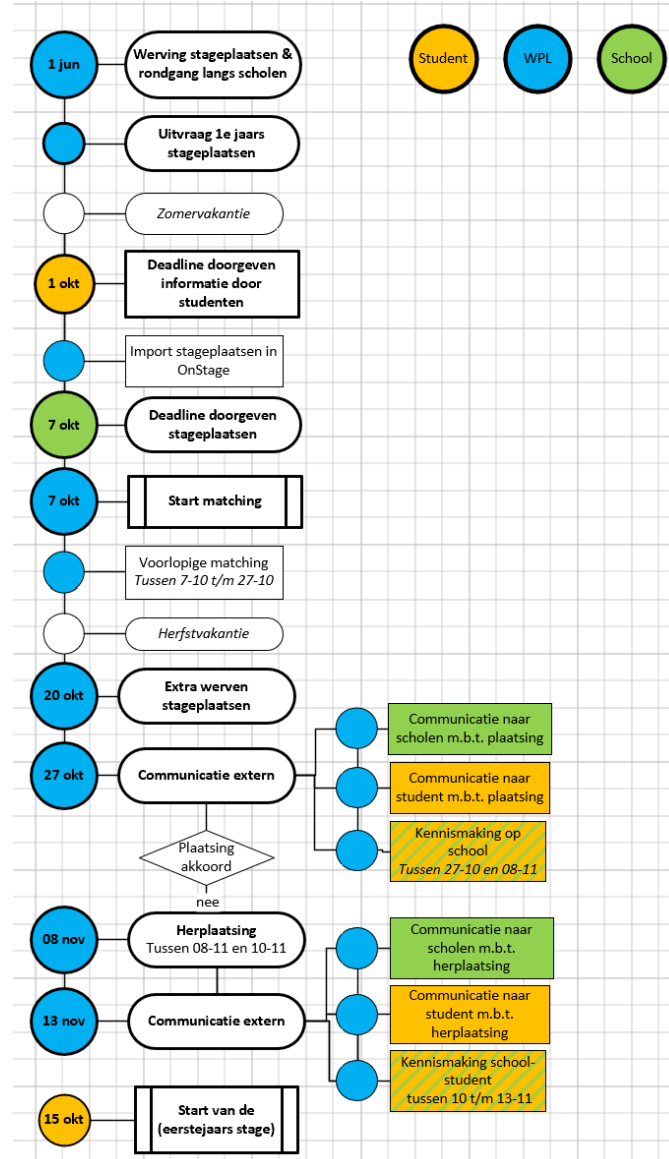 Student
WPL
School
1 jun
Werving stageplaatsen &
rondgang langs scholen
Uitvraag 1e jaars
stageplaatsen
Zomervakantie
1 okt
Deadline doorgeven
informatie door
studenten
Import stageplaatsen in
OnStage
7 okt
Deadline doorgeven
stageplaatsen
7 okt
Start matching
Voorlopige matching
Tussen 7-10 t/m 27-10
Herfstvakantie
20 okt
Extra werven
stageplaatsen
27 okt
Communicatie extern
Communicatie naar
scholen m.b.t. plaatsing
Communicatie naar
student m.b.t. plaatsing
Kennismaking op
school
Tussen 27-10 en 08-11
Plaatsing
akkoord
nee
08 nov
Herplaatsing
Tussen 08-11 en 10-11
13 nov
Communicatie extern
Communicatie naar
scholen m.b.t.
herplaatsing
Communicatie naar
student m.b.t.
herplaatsing
Kennismaking school-
student
tussen 10 t/m 13-11
15 okt
Start van de
(eerstejaars stage)